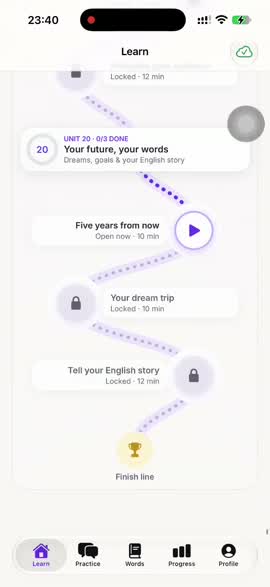 23:40
Learn
Locked · 12 min
UNIT 20 · 0/3 DONE
20
Your future, your words
Dreams, goals & your English story
Five years from now
Open now · 10 min
Your dream trip
Locked · 10 min
Tell your English story
Locked · 12 min
Finish line
Learn
Practice
Words
Progress
Profile